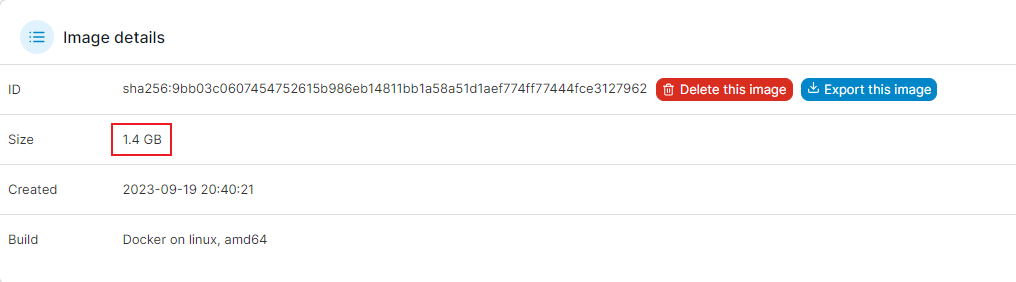 Image details
ID sha256:9bb03c0607454752615b986eb14811bb1a58a51d1aef774ff77444fce3127962 Delete this image Export this image
Size 1.4 GB
Created 2023-09-19 20:40:21
Build Docker on linux, amd64